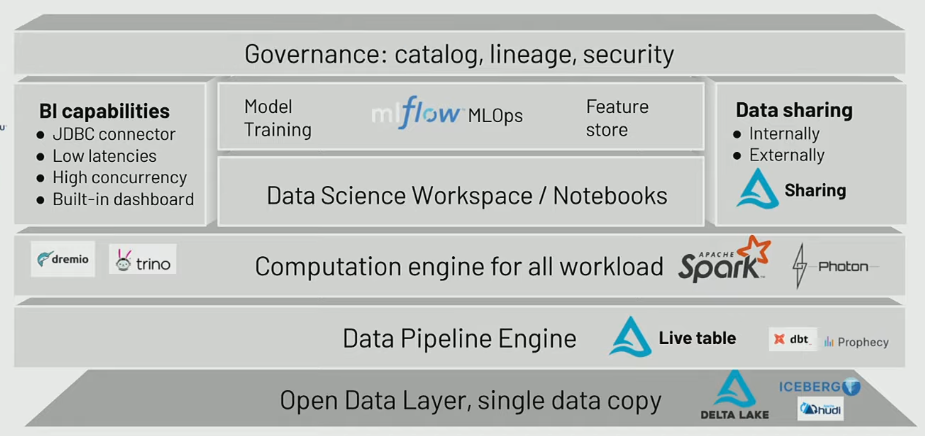 Governance: catalog, lineage, security
BI capabilities
● JDBC connector
● Low latencies
● High concurrency
● Built-in dashboard
Model
Training
mlflow™ MLOps
Feature
store
Data Science Workspace / Notebooks
Data sharing
● Internally
● Externally
Sharing
dremio
trino
Computation engine for all workload
APACHE
Spark™
Photon
Data Pipeline Engine
Live table
dbt
Prophecy
Open Data Layer, single data copy
DELTA LAKE
ICEBERG
hudi